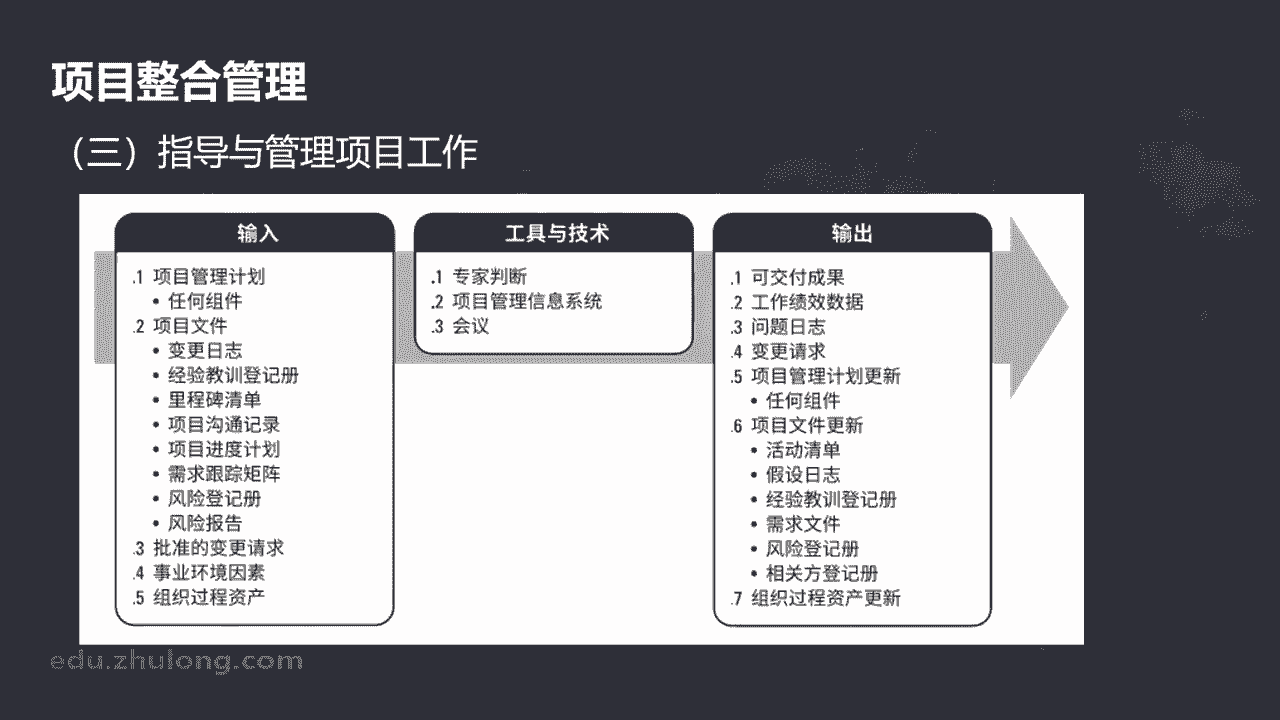 项目整合管理
（三）指导与管理项目工作
输入
.1 项目管理计划
• 任何组件
.2 项目文件
• 变更日志
• 经验教训登记册
• 里程碑清单
• 项目沟通记录
• 项目进度计划
• 需求跟踪矩阵
• 风险登记册
• 风险报告
.3 批准的变更请求
.4 事业环境因素
.5 组织过程资产
工具与技术
.1 专家判断
.2 项目管理信息系统
.3 会议
输出
.1 可交付成果
.2 工作绩效数据
.3 问题日志
.4 变更请求
.5 项目管理计划更新
• 任何组件
.6 项目文件更新
• 活动清单
• 假设日志
• 经验教训登记册
• 需求文件
• 风险登记册
• 相关方登记册
.7 组织过程资产更新
edu.zhulong.com